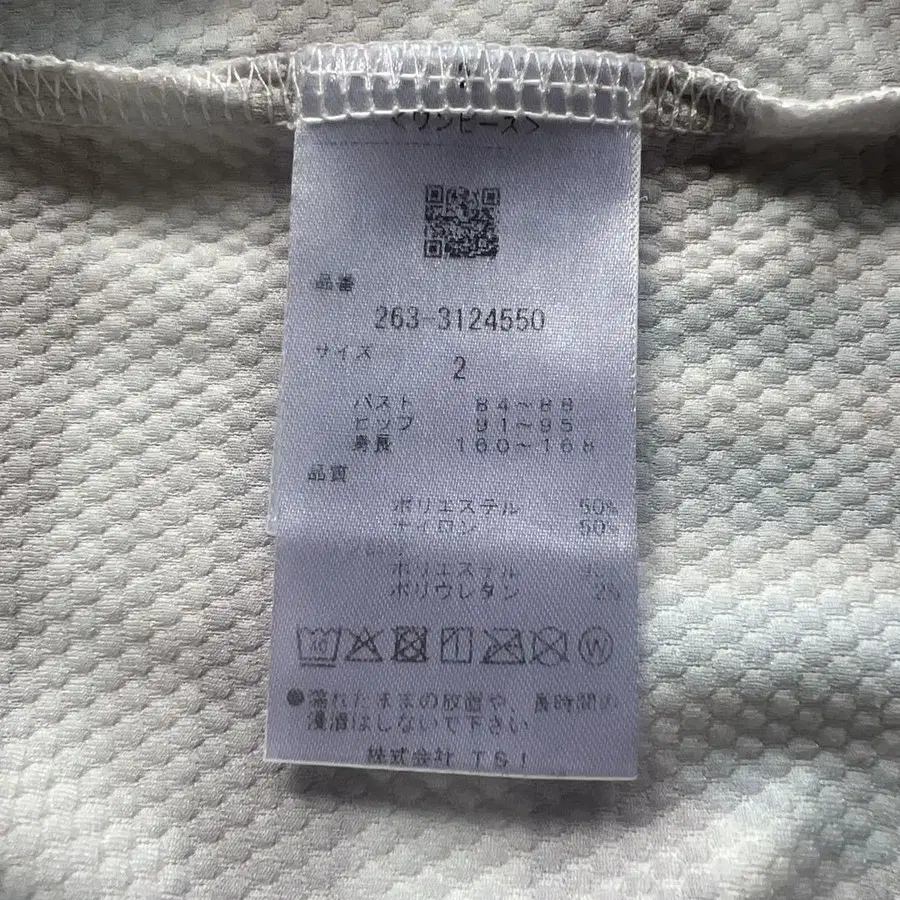 <ワンピース>
品番
263-3124550
サイズ
2
バスト 84~88
ヒップ 91~95
身長 160~168
品質
ポリエステル 50%
ナイロン 50%
ポリエステル
ポリウレタン 2%
40
W
●濡れたままの放置や、長時間の
浸漬はしないで下さい
株式会社 TSI